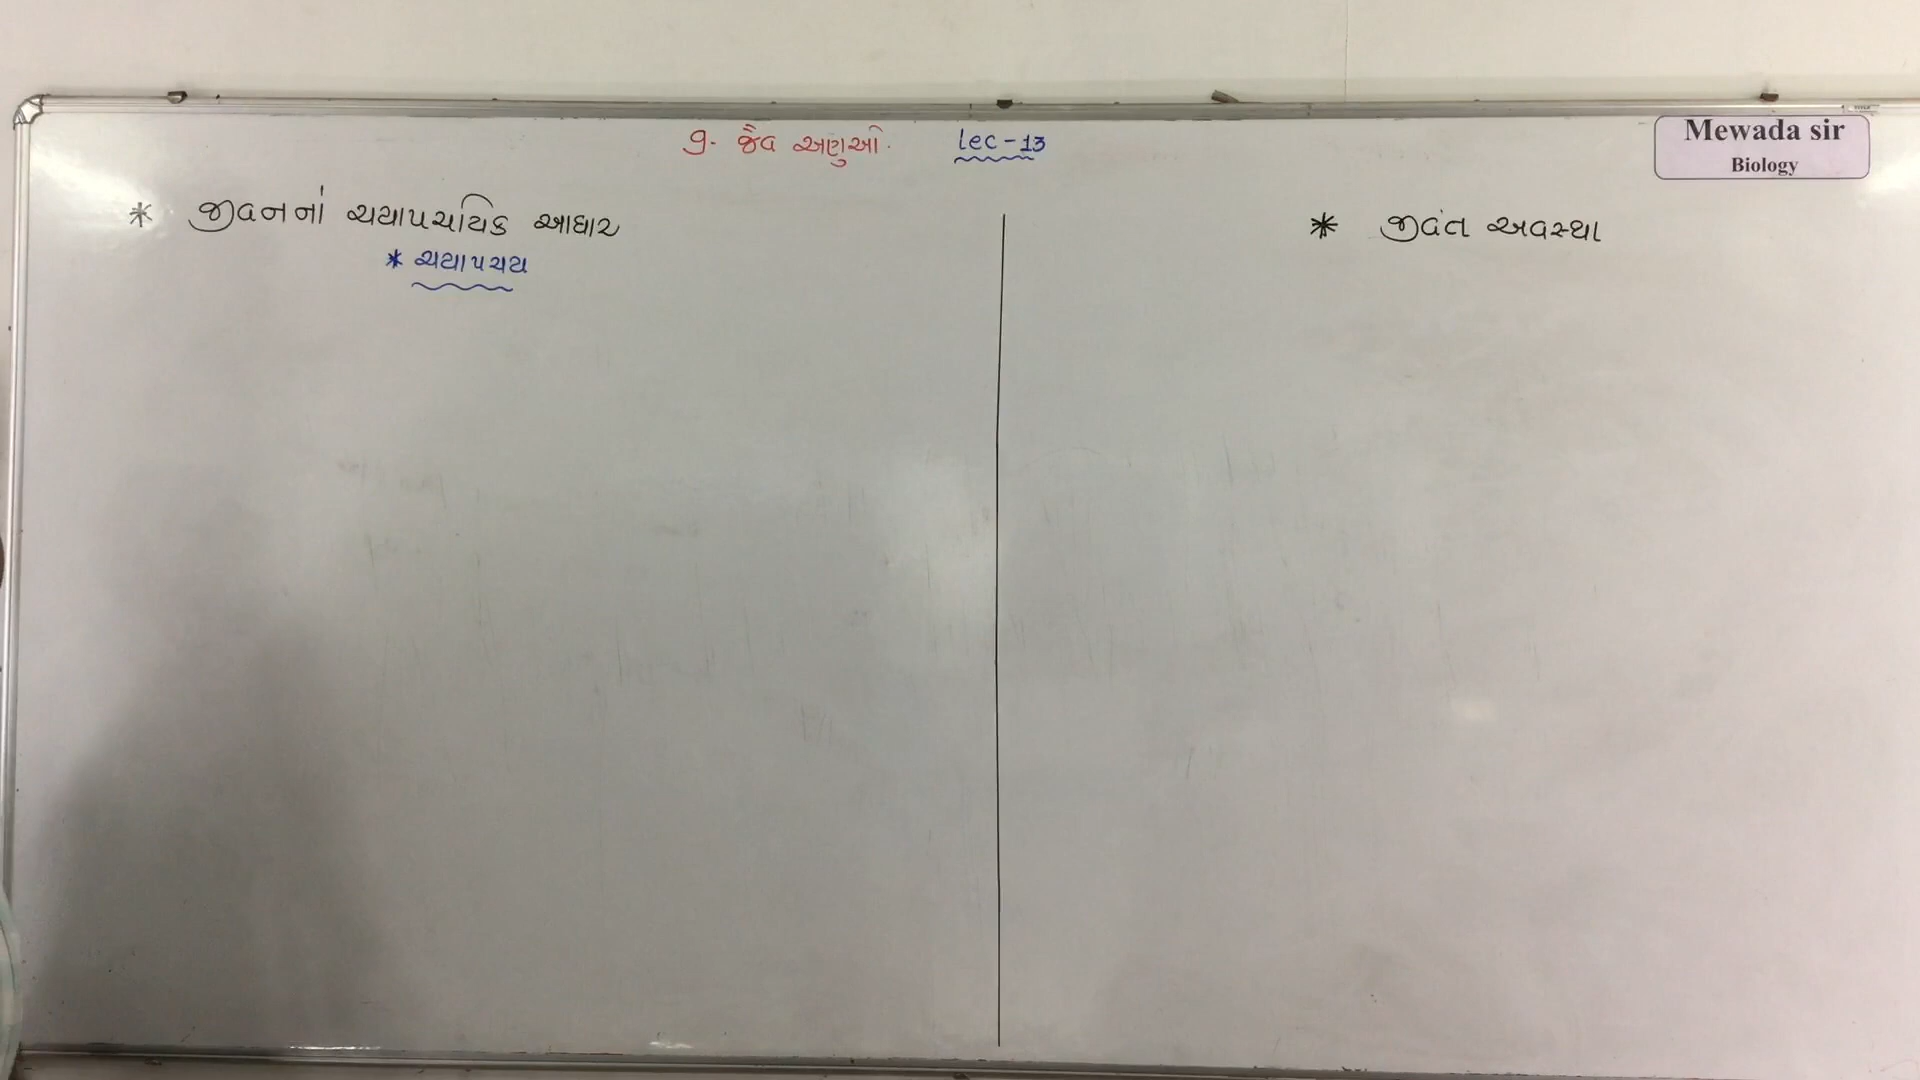 9. જૈવ અણુઓ. Lec-13
Mewada sir
Biology
* જીવનનાં ચયાપચયિક આધાર
* ચયાપચય
* જીવંત અવસ્થા